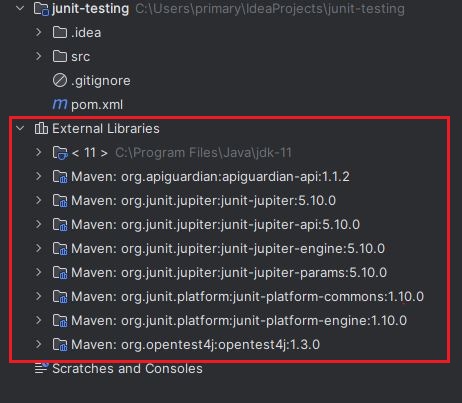 junit-testing C:\Users\primary\IdeaProjects\junit-testing
.idea
src
.gitignore
pom.xml
External Libraries
< 11 > C:\Program Files\Java\jdk-11
Maven: org.apiguardian:apiguardian-api:1.1.2
Maven: org.junit.jupiter:junit-jupiter:5.10.0
Maven: org.junit.jupiter:junit-jupiter-api:5.10.0
Maven: org.junit.jupiter:junit-jupiter-engine:5.10.0
Maven: org.junit.jupiter:junit-jupiter-params:5.10.0
Maven: org.junit.platform:junit-platform-commons:1.10.0
Maven: org.junit.platform:junit-platform-engine:1.10.0
Maven: org.opentest4j:opentest4j:1.3.0
Scratches and Consoles